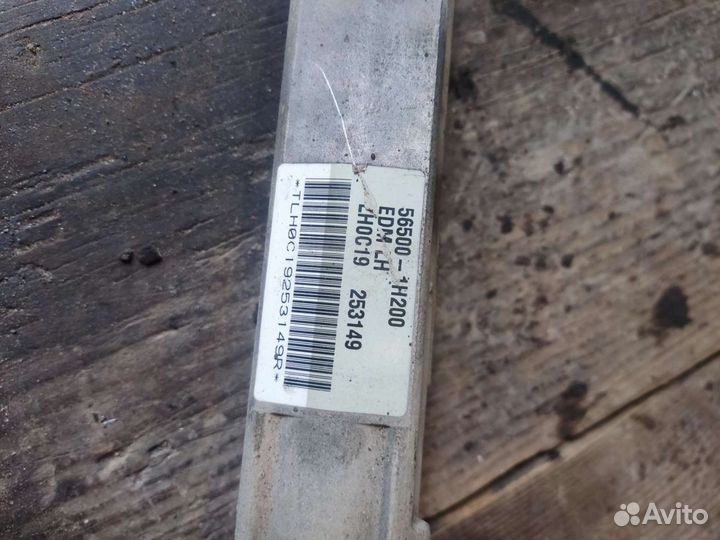 56500-1H200
EDM LH
LH0C19 253149
*TLH0C19253149R*
Avito